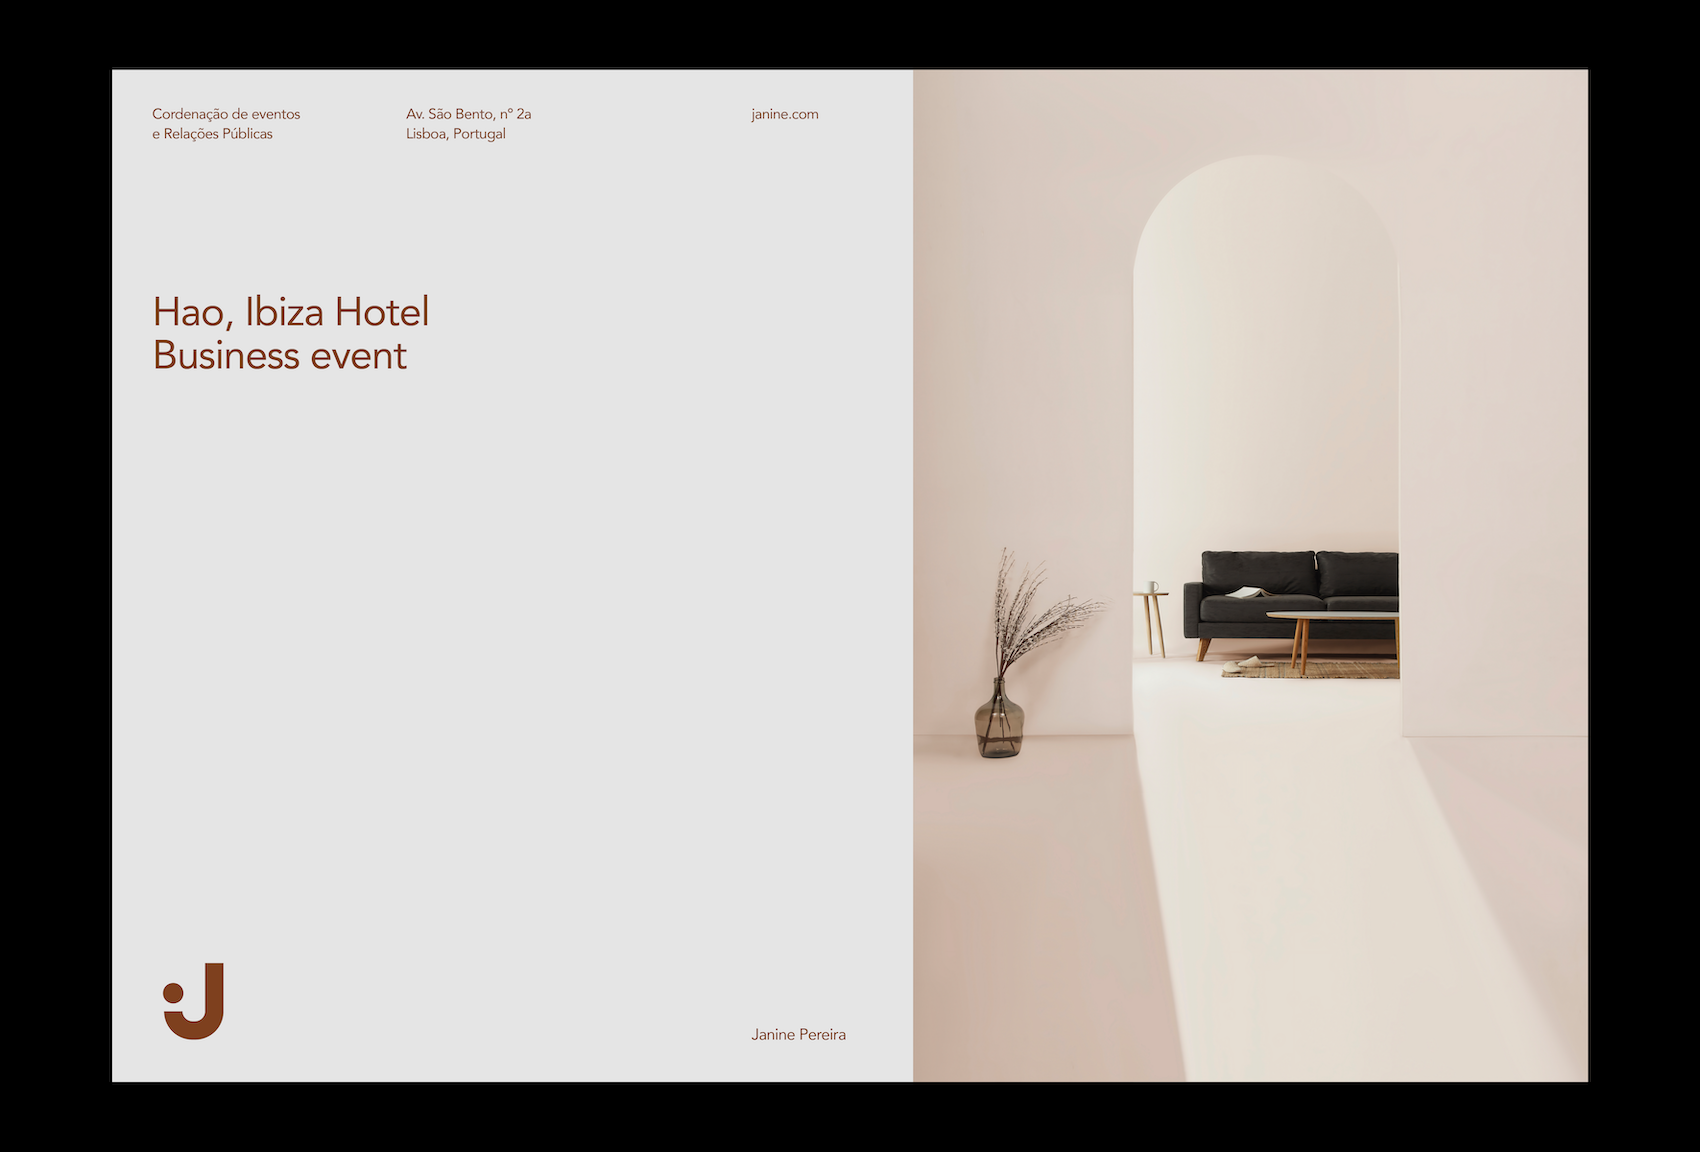 Cordenação de eventos
e Relações Públicas
Av. São Bento, nº 2a
Lisboa, Portugal
janine.com
Hao, Ibiza Hotel
Business event
J
Janine Pereira